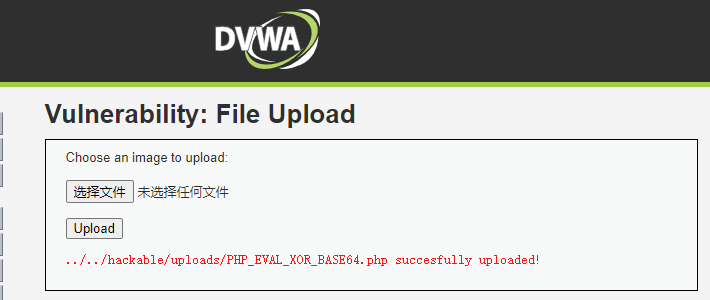 DVWA
Vulnerability: File Upload
Choose an image to upload:
选择文件 未选择任何文件
Upload
../../hackable/uploads/PHP_EVAL_XOR_BASE64.php succesfully uploaded!